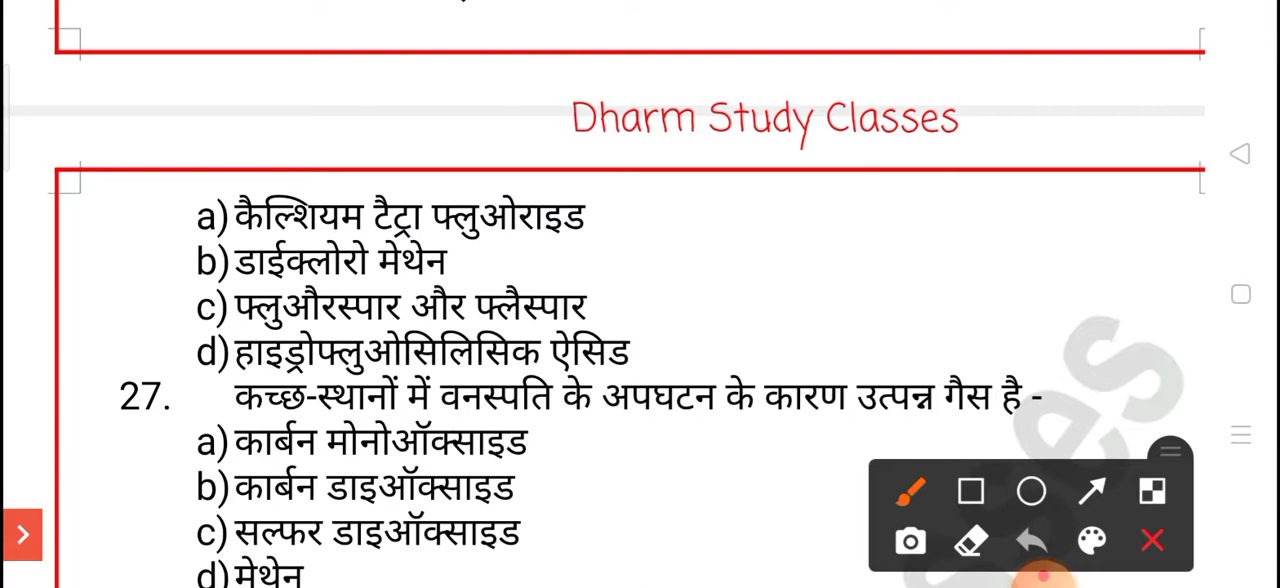 Dharm Study Classes
a) कैल्शियम टैट्रा फ्लुओराइड
b) डाईक्लोरो मेथेन
c) फ्लुऔरस्पार और फ्लैस्पार
d) हाइड्रोफ्लुओसिलिसिक ऐसिड
27. कच्छ-स्थानों में वनस्पति के अपघटन के कारण उत्पन्न गैस है -
a) कार्बन मोनोऑक्साइड
b) कार्बन डाइऑक्साइड
c) सल्फर डाइऑक्साइड
d) मेथेन